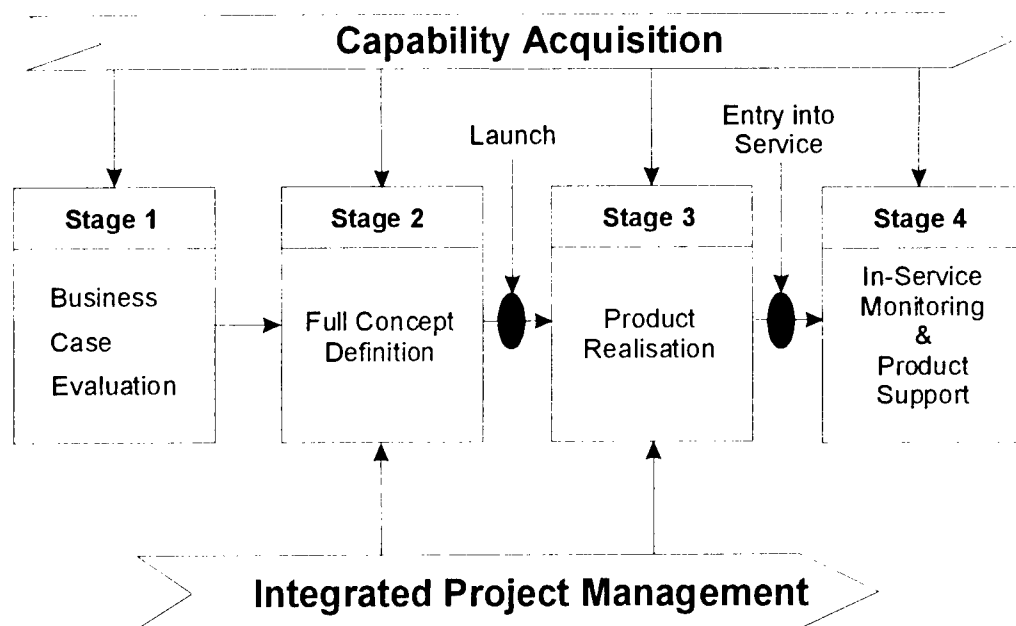 Capability Acquisition
Launch
Entry into
Service
Stage 1
Business
Case
Evaluation
Stage 2
Full Concept
Definition
Stage 3
Product
Realisation
Stage 4
In-Service
Monitoring
&
Product
Support
Integrated Project Management